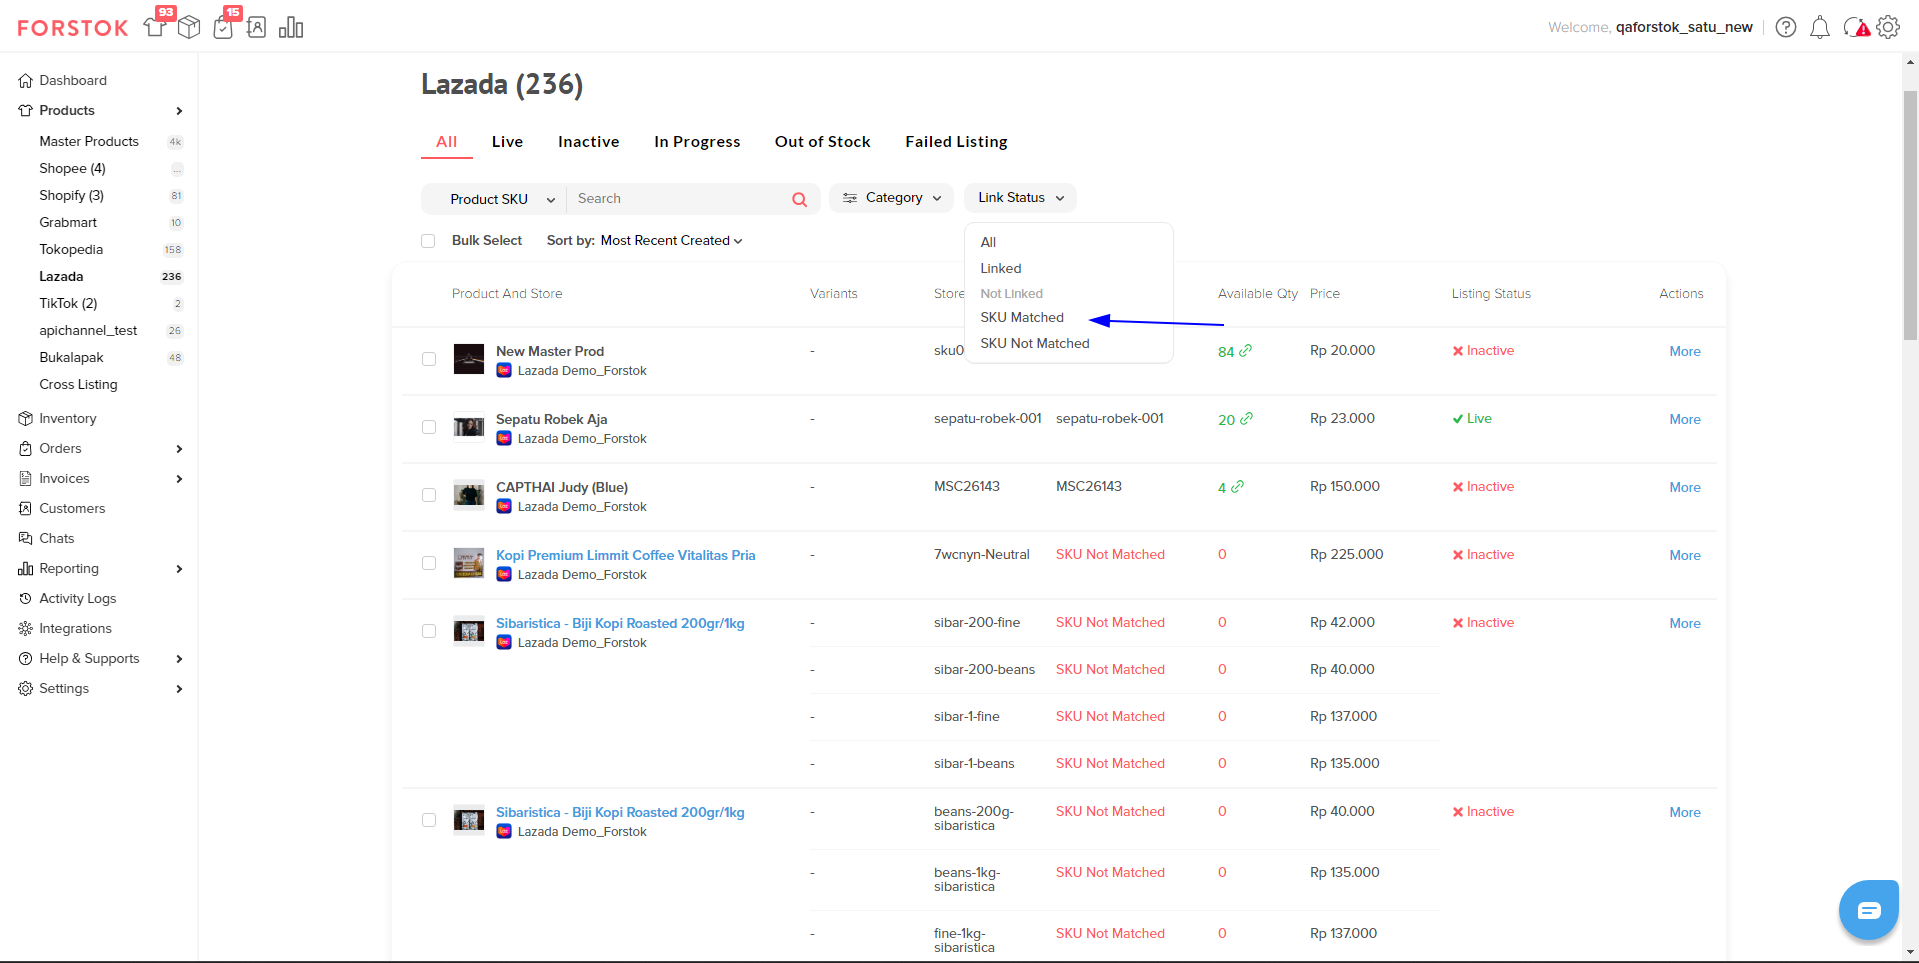 FORSTOK
93
15
Welcome, qaforstok_satu_new
Dashboard
Products
Master Products 4k
Shopee (4) ...
Shopify (3) 81
Grabmart 10
Tokopedia 158
Lazada 236
TikTok (2) 2
apichannel_test 26
Bukalapak 48
Cross Listing
Inventory
Orders
Invoices
Customers
Chats
Reporting
Activity Logs
Integrations
Help & Supports
Settings
Lazada (236)
All Live Inactive In Progress Out of Stock Failed Listing
Product SKU Search Category Link Status
Bulk Select Sort by: Most Recent Created
All
Linked
Not Linked
SKU Matched
SKU Not Matched
Product And Store Variants Store Available Qty Price Listing Status Actions
New Master Prod - sku0 84 Rp 20.000 Inactive More
Lazada Demo_Forstok
Sepatu Robek Aja - sepatu-robek-001 sepatu-robek-001 20 Rp 23.000 Live More
Lazada Demo_Forstok
CAPTHAI Judy (Blue) - MSC26143 MSC26143 4 Rp 150.000 Inactive More
Lazada Demo_Forstok
Kopi Premium Limmit Coffee Vitalitas Pria - 7wcnyn-Neutral SKU Not Matched 0 Rp 225.000 Inactive More
Lazada Demo_Forstok
Sibaristica - Biji Kopi Roasted 200gr/1kg - sibar-200-fine SKU Not Matched 0 Rp 42.000 Inactive More
Lazada Demo_Forstok
- sibar-200-beans SKU Not Matched 0 Rp 40.000
- sibar-1-fine SKU Not Matched 0 Rp 137.000
- sibar-1-beans SKU Not Matched 0 Rp 135.000
Sibaristica - Biji Kopi Roasted 200gr/1kg - beans-200g- SKU Not Matched 0 Rp 40.000 Inactive More
sibaristica
Lazada Demo_Forstok
- beans-1kg- SKU Not Matched 0 Rp 135.000
sibaristica
- fine-1kg- SKU Not Matched 0 Rp 137.000
sibaristica